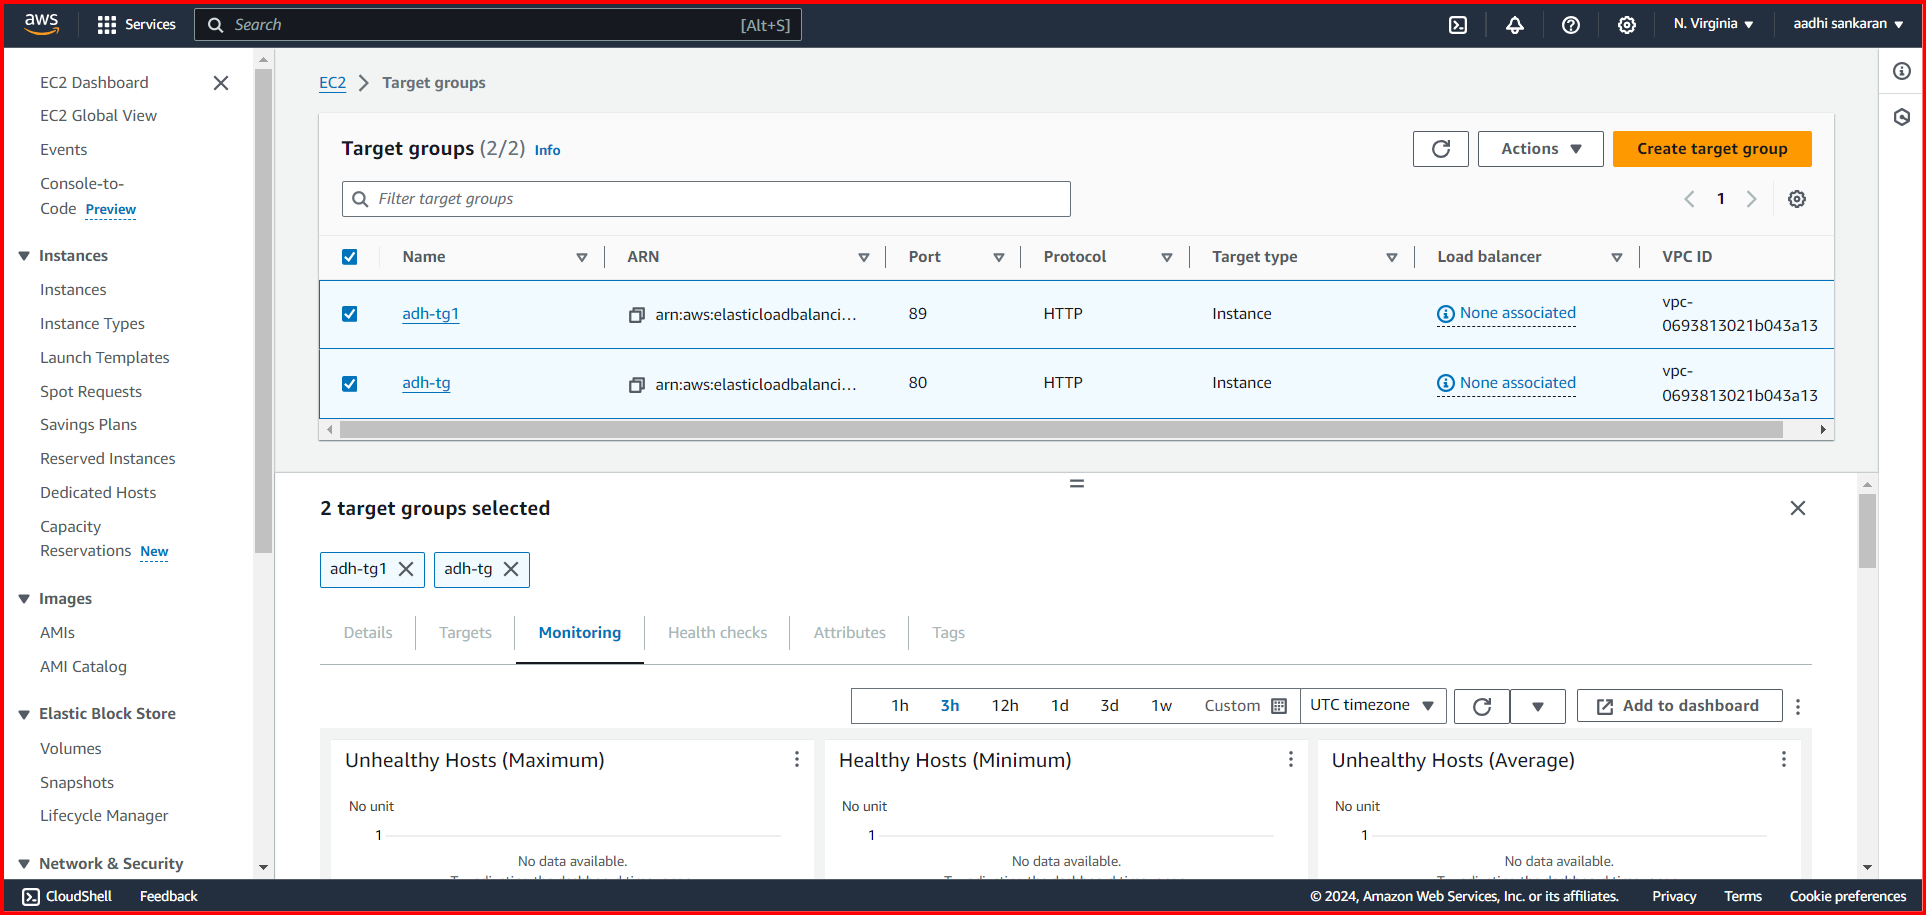 aws
Services
Search
[Alt+S]
N. Virginia
aadhi sankaran
EC2 Dashboard
EC2 Global View
Events
Console-to-
Code Preview
Instances
Instances
Instance Types
Launch Templates
Spot Requests
Savings Plans
Reserved Instances
Dedicated Hosts
Capacity
Reservations New
Images
AMIs
AMI Catalog
Elastic Block Store
Volumes
Snapshots
Lifecycle Manager
Network & Security
EC2 Target groups
Target groups (2/2) Info
Actions
Create target group
Filter target groups
1
Name ARN Port Protocol Target type Load balancer VPC ID
adh-tg1 arn:aws:elasticloadbalanci... 89 HTTP Instance None associated vpc-
0693813021b043a13
adh-tg arn:aws:elasticloadbalanci... 80 HTTP Instance None associated vpc-
0693813021b043a13
2 target groups selected
adh-tg1 adh-tg
Details Targets Monitoring Health checks Attributes Tags
1h 3h 12h 1d 3d 1w Custom UTC timezone Add to dashboard
Unhealthy Hosts (Maximum)
No unit
1
No data available.
Healthy Hosts (Minimum)
No unit
1
No data available.
Unhealthy Hosts (Average)
No unit
1
No data available.
CloudShell Feedback © 2024, Amazon Web Services, Inc. or its affiliates. Privacy Terms Cookie preferences